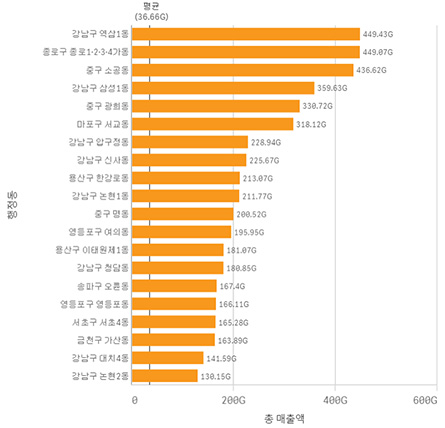 평균
(36.66G)
강남구 역삼1동 449.43G
종로구 종로1·2·3·4가동 449.07G
중구 소공동 436.62G
강남구 삼성1동 359.63G
중구 광희동 330.72G
마포구 서교동 318.12G
강남구 압구정동 228.94G
강남구 신사동 225.67G
용산구 한강로동 213.07G
강남구 논현1동 211.77G
중구 명동 200.52G
영등포구 여의동 195.95G
용산구 이태원제1동 181.07G
강남구 청담동 180.85G
송파구 오륜동 167.4G
영등포구 영등포동 166.11G
서초구 서초4동 165.28G
금천구 가산동 163.89G
강남구 대치4동 141.59G
강남구 논현2동 130.15G
행정동
0 200G 400G 600G
총 매출액